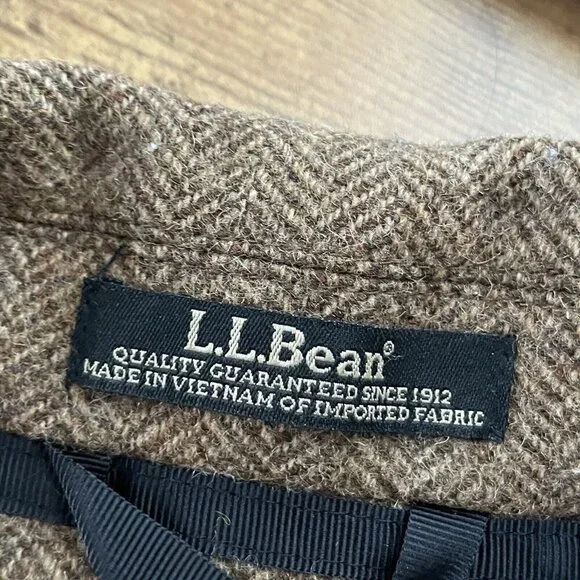 L.L.Bean®
QUALITY GUARANTEED SINCE 1912
MADE IN VIETNAM OF IMPORTED FABRIC